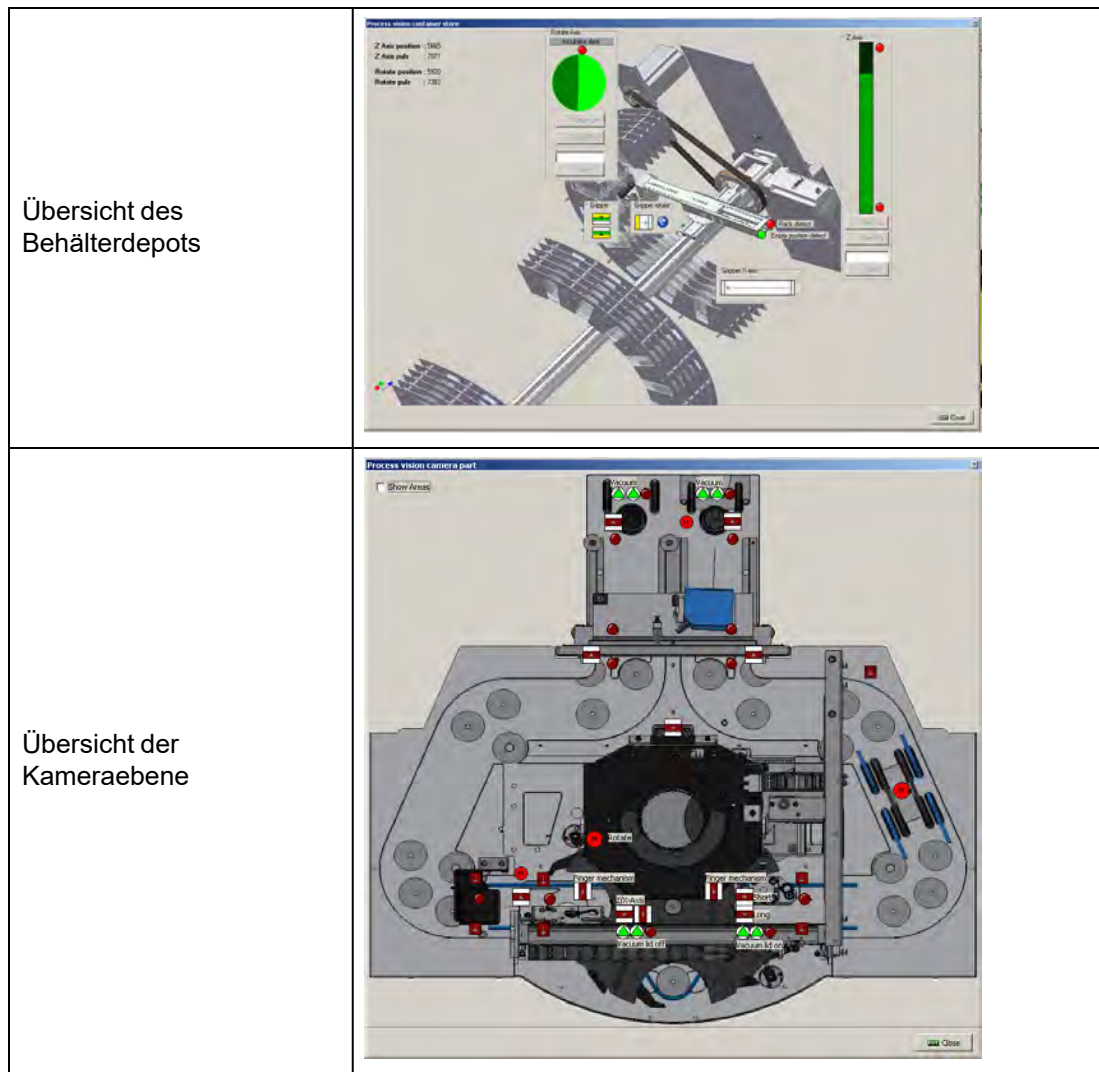 Übersicht des
Behälterdepots
Process vision container store
Z Axis position
Z Axis puls
Rotate position
Rotate puls
Rotate Axis
Z Axis
Gripper
Gripper rotate
Rack detect
Empty position detect
Gripper X-axis
Close
Übersicht der
Kameraebene
Process vision camera part
Show Areas
Vacuum
Vacuum
Rotate
Finger mechanism
Finger mechanism
Z/X-Axis
Short
Long
Vacuum lid off
Vacuum lid on
Close